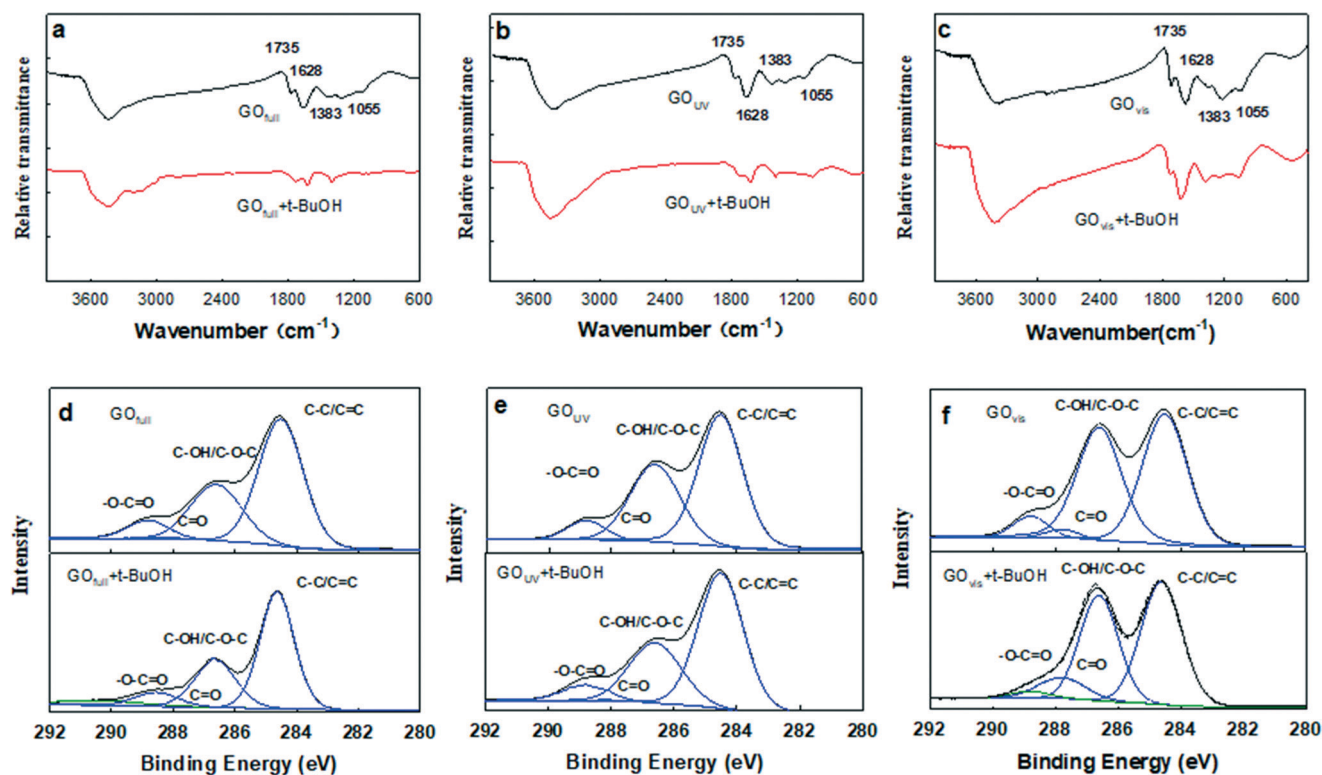 a
1735
1628
1383
1055
GOfull
GOfull+t-BuOH
Relative transmittance
3600 3000 2400 1800 1200 600
Wavenumber (cm-1)
b
1735
1383
1628
1055
GOUV
GOUV+t-BuOH
Relative transmittance
3600 3000 2400 1800 1200 600
Wavenumber (cm-1)
c
1735
1628
1383
1055
GOvis
GOvis+t-BuOH
Relative transmittance
3600 3000 2400 1800 1200 600
Wavenumber(cm-1)
d
GOfull
C-C/C=C
C-OH/C-O-C
-O-C=O
C=O
GOfull+t-BuOH
C-C/C=C
C-OH/C-O-C
-O-C=O
C=O
Intensity
292 290 288 286 284 282 280
Binding Energy (eV)
e
GOUV
C-C/C=C
C-OH/C-O-C
-O-C=O
C=O
GOUV+t-BuOH
C-C/C=C
C-OH/C-O-C
-O-C=O
C=O
Intensity
292 290 288 286 284 282 280
Binding Energy (eV)
f
GOvis
C-OH/C-O-C
C-C/C=C
-O-C=O
C=O
GOvis+t-BuOH
C-OH/C-O-C
C-C/C=C
-O-C=O
C=O
Intensity
292 290 288 286 284 282 280
Binding Energy (eV)